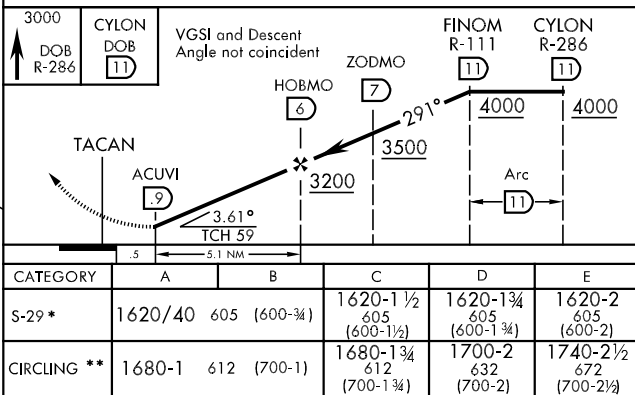 3000
DOB
R-286
CYLON
DOB
11
VGSI and Descent
Angle not coincident
FINOM
R-111
11
CYLON
R-286
11
ZODMO
7
HOBMO
6
291°
4000
4000
3500
3200
TACAN
ACUVI
.9
Arc
11
3.61°
TCH 59
.5
5.1 NM
CATEGORY A B C D E
S-29 * 1620/40 605 (600-¾) 1620-1½ 605 (600-1½) 1620-1¾ 605 (600-1¾) 1620-2 605 (600-2)
CIRCLING ** 1680-1 612 (700-1) 1680-1¾ 612 (700-1¾) 1700-2 632 (700-2) 1740-2½ 672 (700-2½)